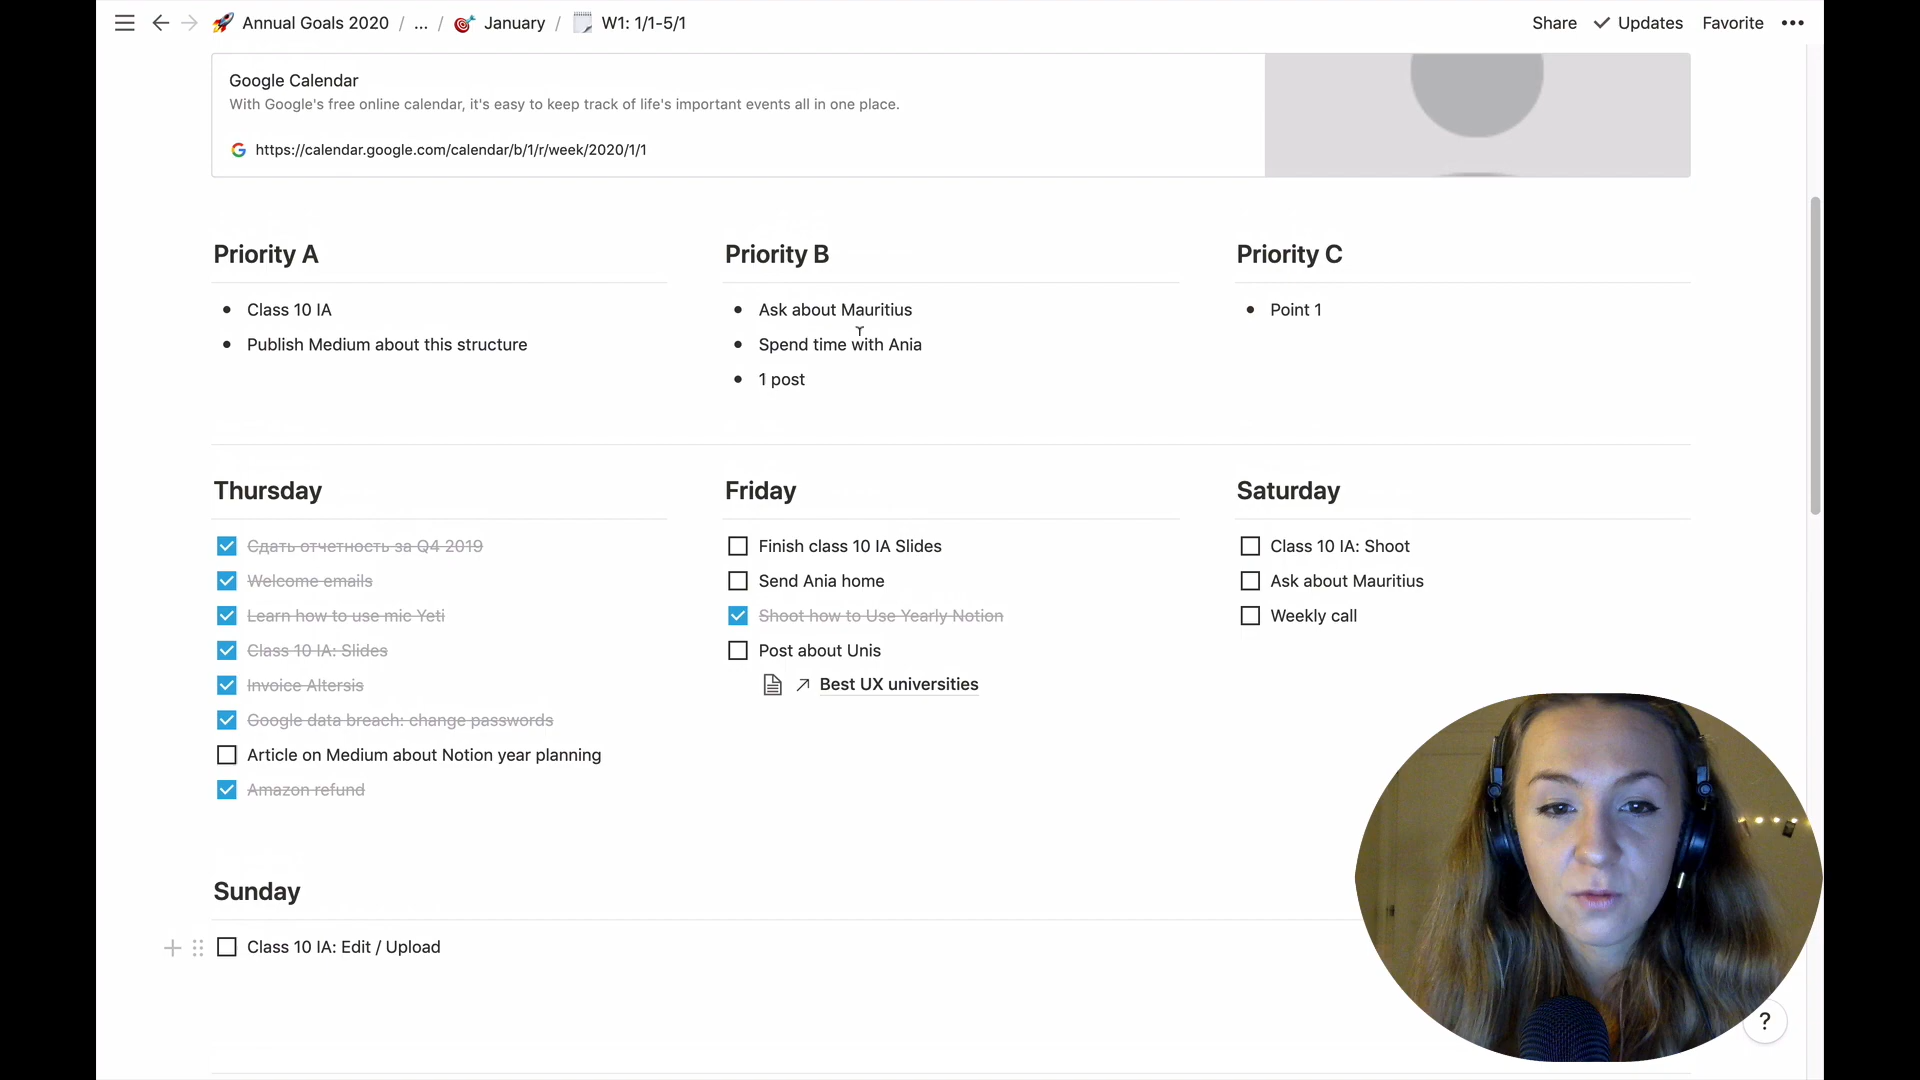 Annual Goals 2020 / ... / January / W1: 1/1-5/1
Share Updates Favorite
Google Calendar
With Google's free online calendar, it's easy to keep track of life's important events all in one place.
https://calendar.google.com/calendar/b/1/r/week/2020/1/1
Priority A
Class 10 IA
Publish Medium about this structure
Priority B
Ask about Mauritius
Spend time with Ania
1 post
Priority C
Point 1
Thursday
Сдать отчетность за Q4 2019
Welcome emails
Learn how to use mic Yeti
Class 10 IA: Slides
Invoice Altersis
Google data breach: change passwords
Article on Medium about Notion year planning
Amazon refund
Friday
Finish class 10 IA Slides
Send Ania home
Shoot how to Use Yearly Notion
Post about Unis
Best UX universities
Saturday
Class 10 IA: Shoot
Ask about Mauritius
Weekly call
Sunday
Class 10 IA: Edit / Upload
?